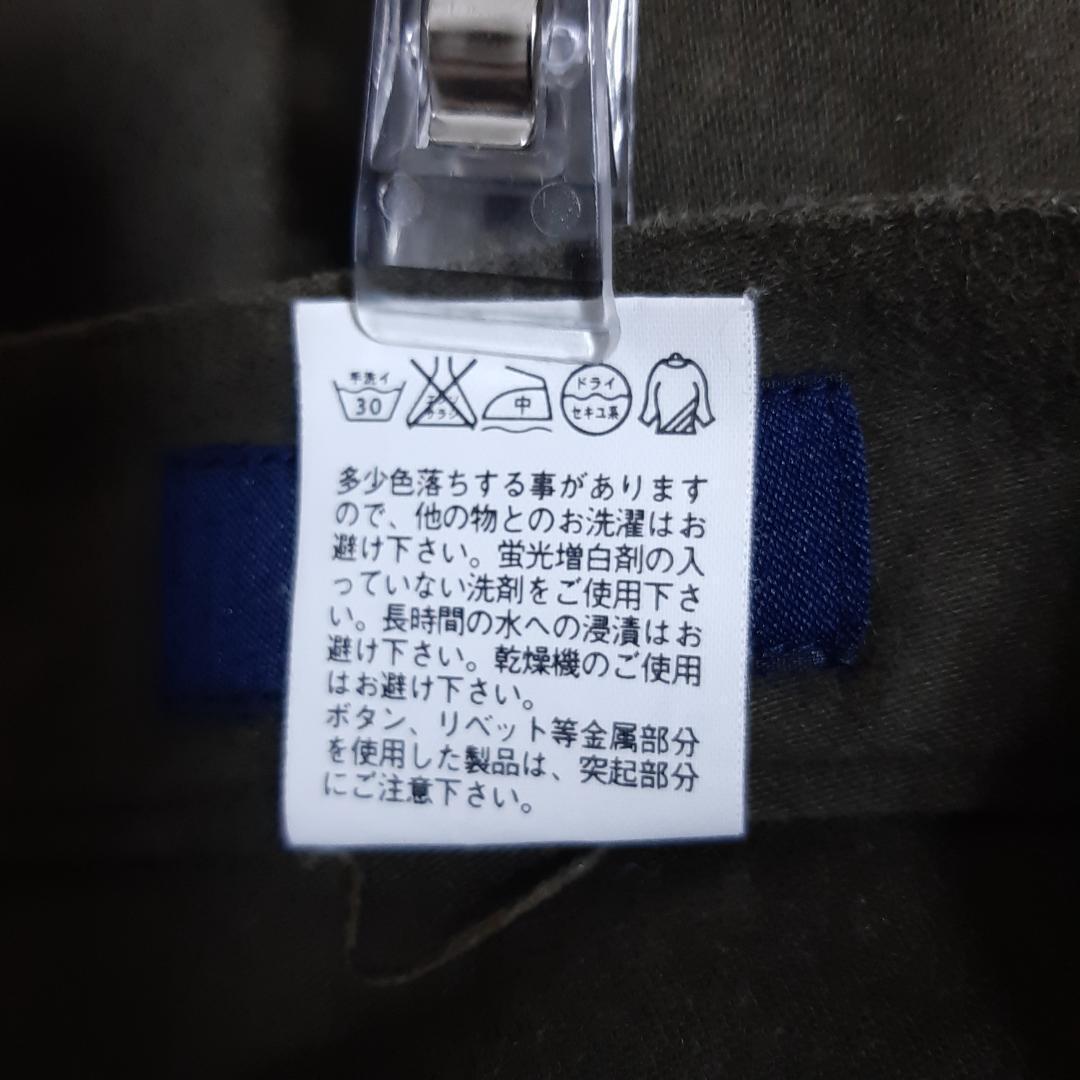 手洗イ 30 エンソ サラシ 中 ドライ セキユ系
多少色落ちする事があります
ので、他の物とのお洗濯はお
避け下さい。蛍光増白剤の入
っていない洗剤をご使用下さ
い。長時間の水への浸漬はお
避け下さい。乾燥機のご使用
はお避け下さい。
ボタン、リベット等金属部分
を使用した製品は、突起部分
にご注意下さい。